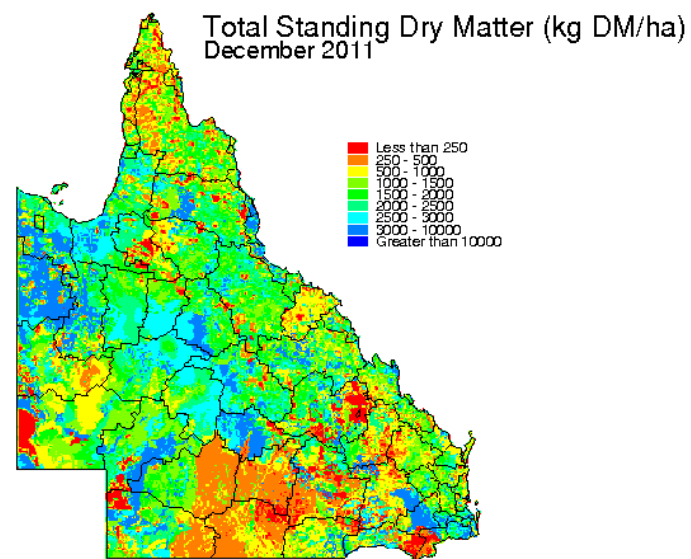 Total Standing Dry Matter (kg DM/ha)
December 2011
Less than 250
250 - 500
500 - 1000
1000 - 1500
1500 - 2000
2000 - 2500
2500 - 3000
3000 - 10000
Greater than 10000